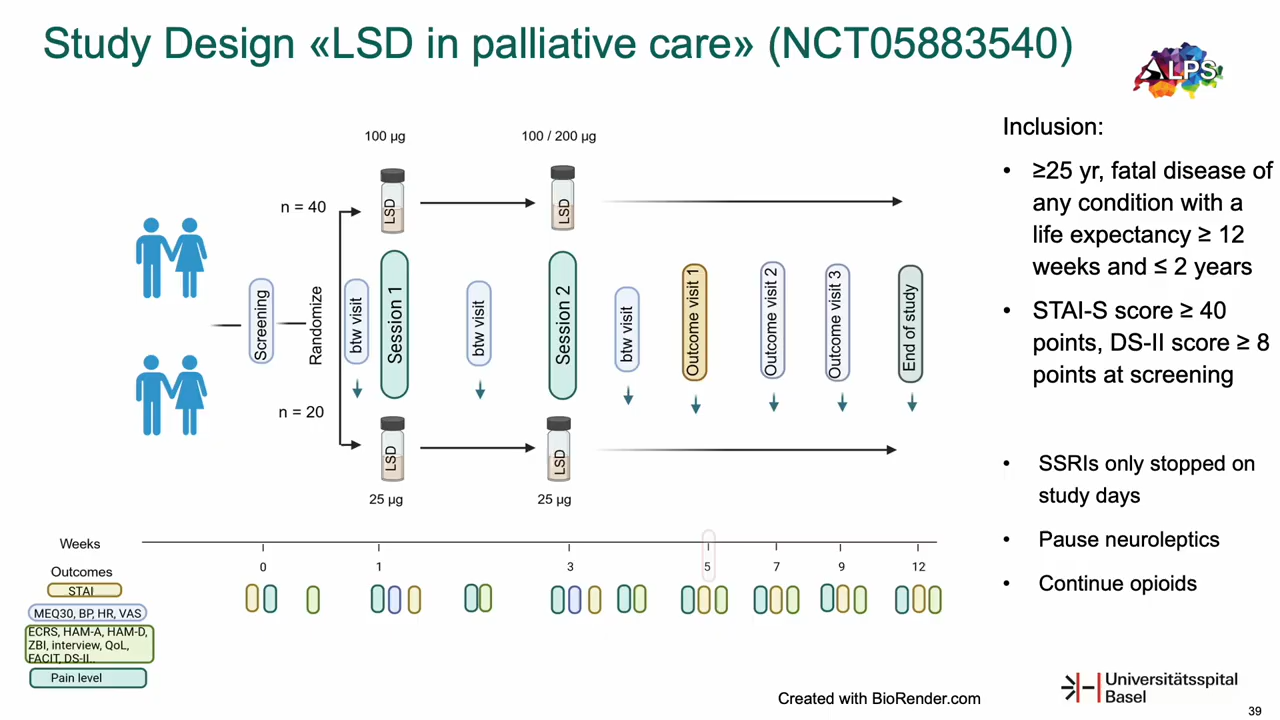 Study Design «LSD in palliative care» (NCT05883540)
ALPS
100 µg
100 / 200 µg
n = 40
LSD
LSD
Screening
Randomize
btw visit
Session 1
btw visit
Session 2
btw visit
Outcome visit 1
Outcome visit 2
Outcome visit 3
End of study
n = 20
LSD
LSD
25 µg
25 µg
Weeks
0
1
3
5
7
9
12
Outcomes
STAI
MEQ30, BP, HR, VAS
ECRS, HAM-A, HAM-D,
ZBI, interview, QoL,
FACIT, DS-II..
Pain level
Inclusion:
• ≥25 yr, fatal disease of
any condition with a
life expectancy ≥ 12
weeks and ≤ 2 years
• STAI-S score ≥ 40
points, DS-II score ≥ 8
points at screening
• SSRIs only stopped on
study days
• Pause neuroleptics
• Continue opioids
Created with BioRender.com
Universitätsspital
Basel
39